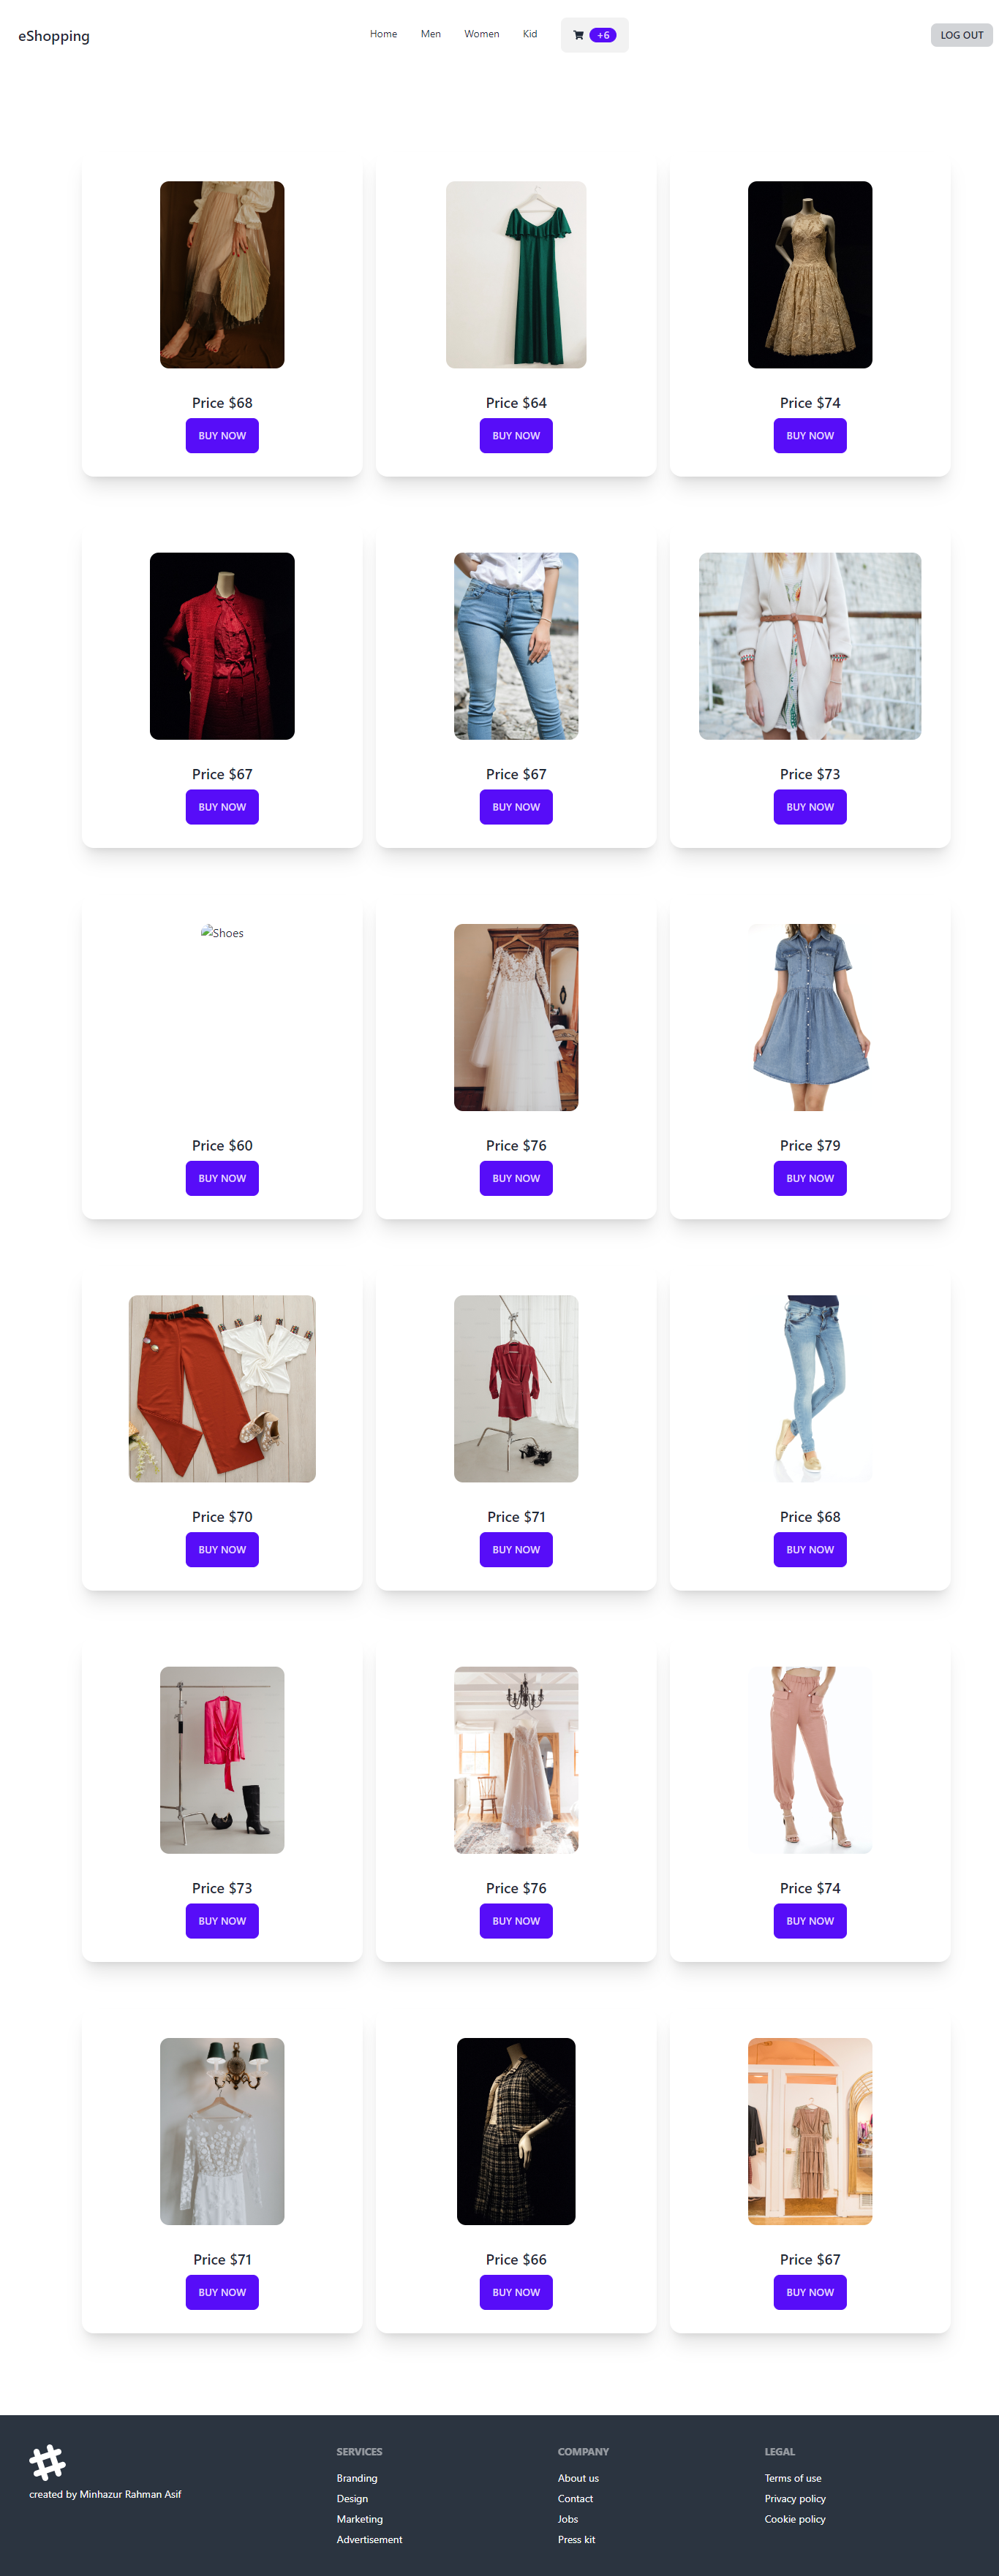 eShopping
Home Men Women Kid +6 LOG OUT
Price $68
BUY NOW
Price $64
BUY NOW
Price $74
BUY NOW
Price $67
BUY NOW
Price $67
BUY NOW
Price $73
BUY NOW
Shoes
Price $60
BUY NOW
Price $76
BUY NOW
Price $79
BUY NOW
Price $70
BUY NOW
Price $71
BUY NOW
Price $68
BUY NOW
Price $73
BUY NOW
Price $76
BUY NOW
Price $74
BUY NOW
Price $71
BUY NOW
Price $66
BUY NOW
Price $67
BUY NOW
created by Minhazur Rahman Asif
SERVICES
Branding
Design
Marketing
Advertisement
COMPANY
About us
Contact
Jobs
Press kit
LEGAL
Terms of use
Privacy policy
Cookie policy